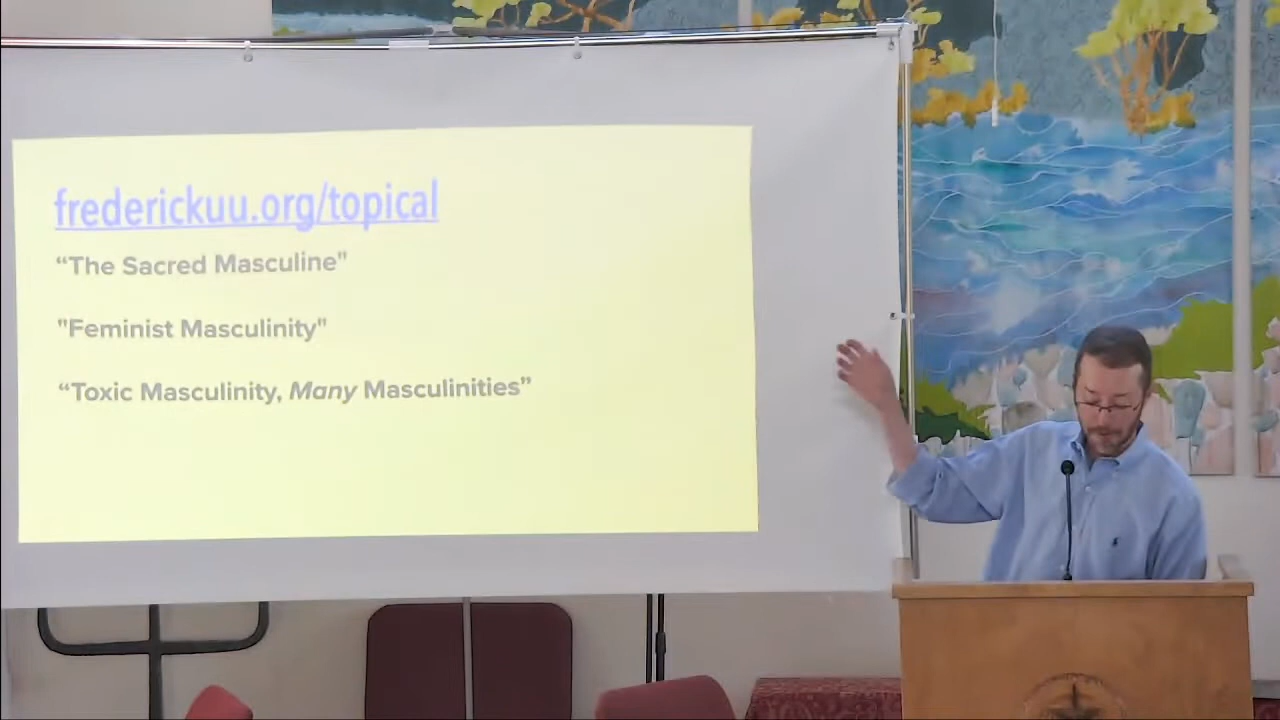 frederickuu.org/topical
“The Sacred Masculine"
"Feminist Masculinity"
“Toxic Masculinity, Many Masculinities”